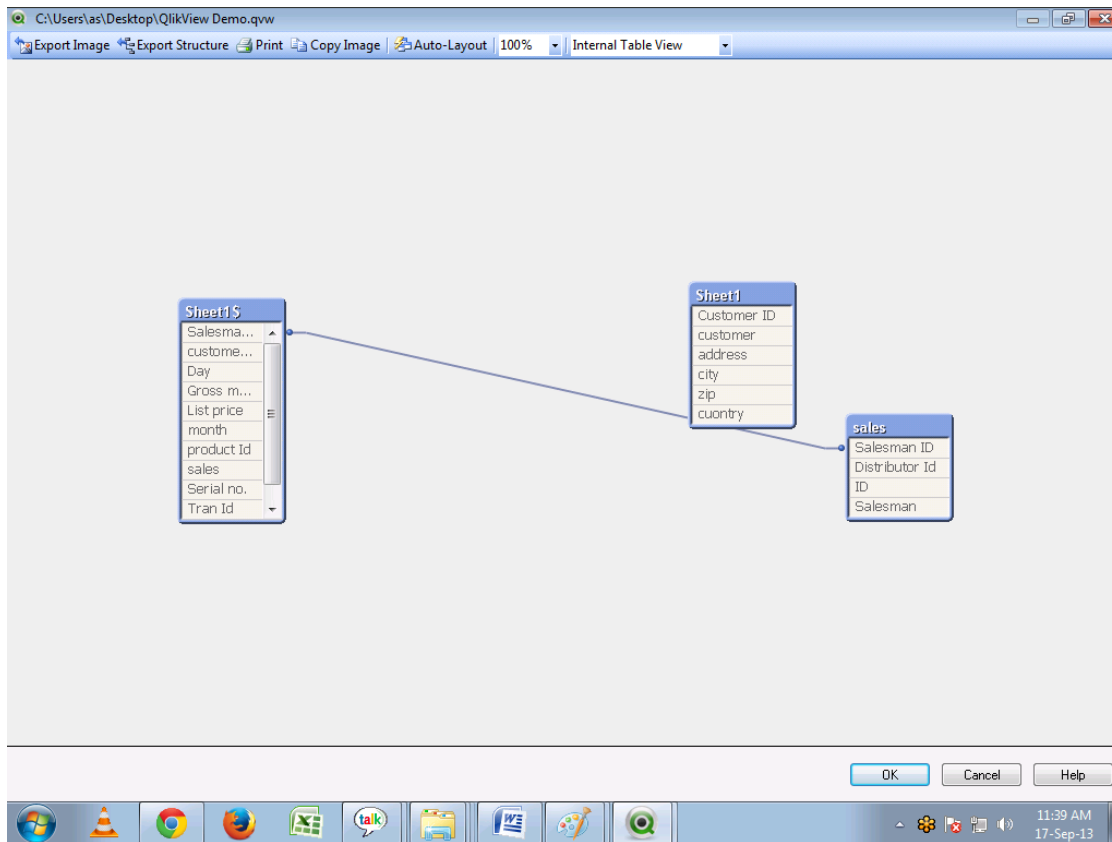 C:\Users\as\Desktop\QlikView Demo.qvw
Export Image Export Structure Print Copy Image Auto-Layout 100% Internal Table View
Sheet1$
Salesma...
custome...
Day
Gross m...
List price
month
product Id
sales
Serial no.
Tran Id
Sheet1
Customer ID
customer
address
city
zip
cuontry
sales
Salesman ID
Distributor Id
ID
Salesman
OK Cancel Help
talk
11:39 AM
17-Sep-13